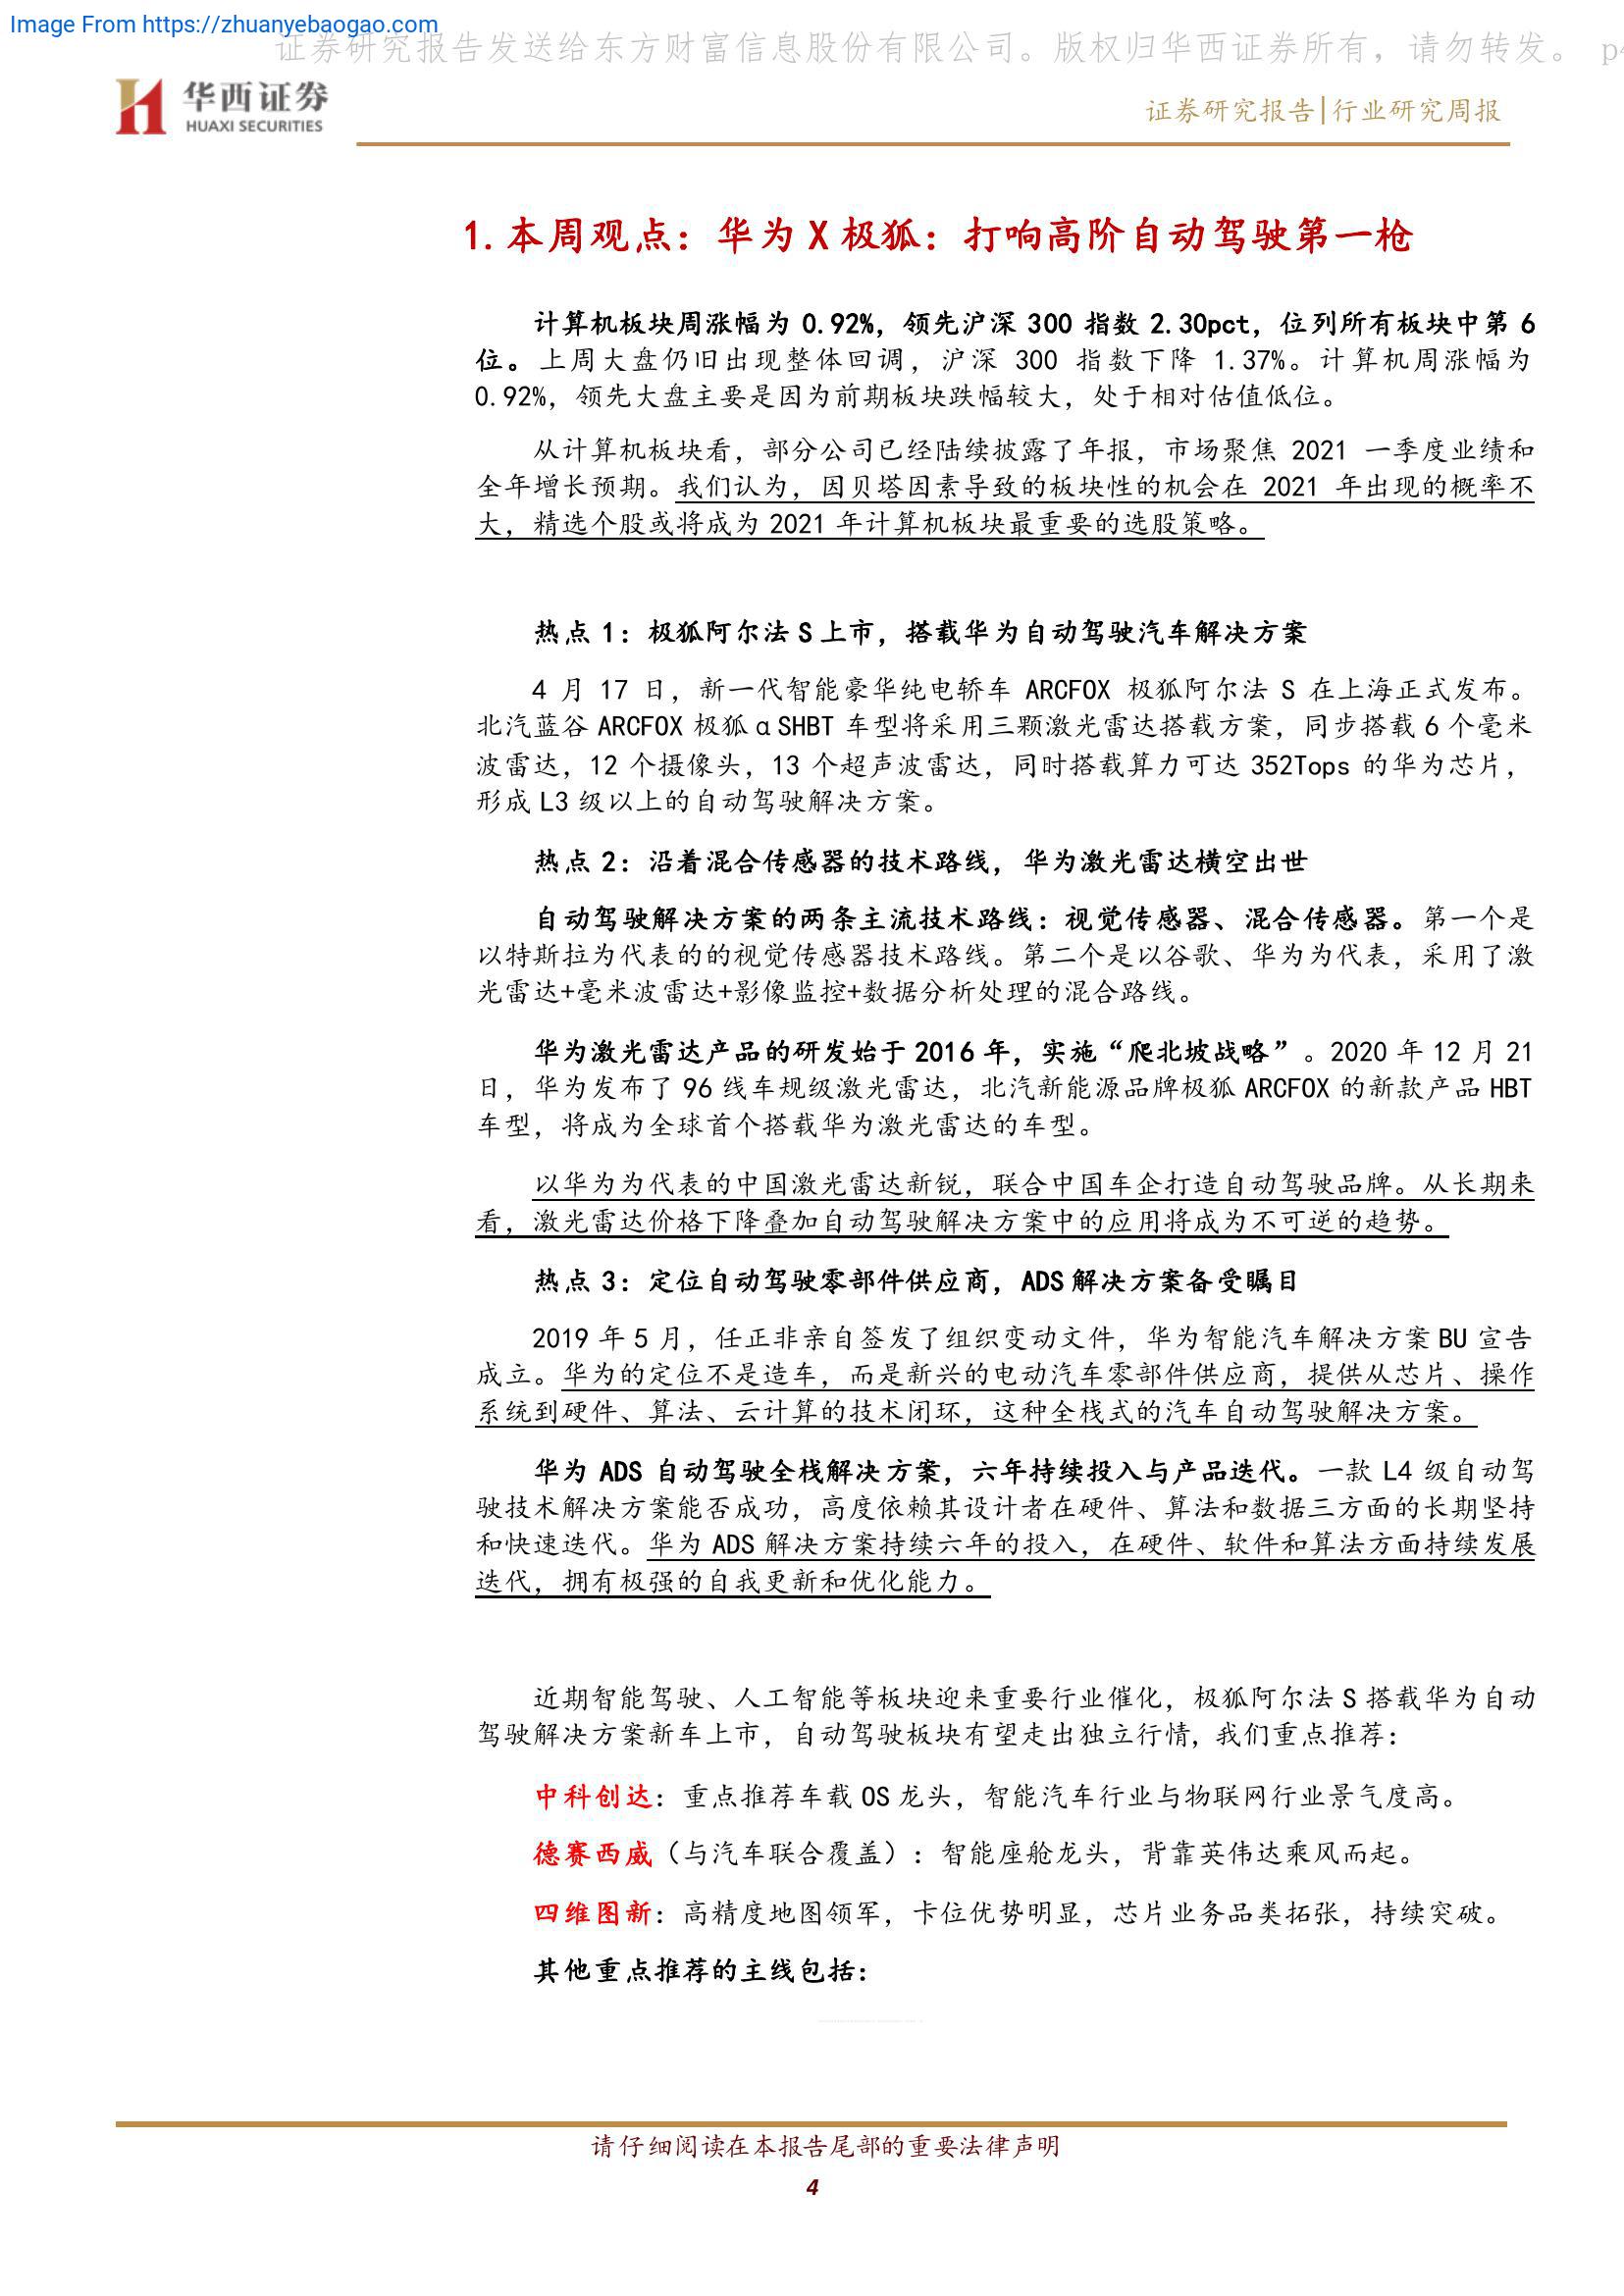 Image From https://zhuanyebaogao.com
证券研究报告发送给东方财富信息股份有限公司。版权归华西证券所有，请勿转发。 p4
华西证券
HUAXI SECURITIES
证券研究报告|行业研究周报
1.本周观点：华为 X 极狐：打响高阶自动驾驶第一枪
计算机板块周涨幅为 0.92%，领先沪深 300 指数 2.30pct，位列所有板块中第 6
位。上周大盘仍旧出现整体回调，沪深 300 指数下降 1.37%。计算机周涨幅为
0.92%，领先大盘主要是因为前期板块跌幅较大，处于相对估值低位。
从计算机板块看，部分公司已经陆续披露了年报，市场聚焦 2021 一季度业绩和
全年增长预期。我们认为，因贝塔因素导致的板块性的机会在 2021 年出现的概率不
大，精选个股或将成为 2021 年计算机板块最重要的选股策略。
热点 1：极狐阿尔法 S 上市，搭载华为自动驾驶汽车解决方案
4 月 17 日，新一代智能豪华纯电轿车 ARCFOX 极狐阿尔法 S 在上海正式发布。
北汽蓝谷 ARCFOX 极狐 α SHBT 车型将采用三颗激光雷达搭载方案，同步搭载 6 个毫米
波雷达，12 个摄像头，13 个超声波雷达，同时搭载算力可达 352Tops 的华为芯片，
形成 L3 级以上的自动驾驶解决方案。
热点 2：沿着混合传感器的技术路线，华为激光雷达横空出世
自动驾驶解决方案的两条主流技术路线：视觉传感器、混合传感器。第一个是
以特斯拉为代表的的视觉传感器技术路线。第二个是以谷歌、华为为代表，采用了激
光雷达+毫米波雷达+影像监控+数据分析处理的混合路线。
华为激光雷达产品的研发始于 2016 年，实施“爬北坡战略”。2020 年 12 月 21
日，华为发布了 96 线车规级激光雷达，北汽新能源品牌极狐 ARCFOX 的新款产品 HBT
车型，将成为全球首个搭载华为激光雷达的车型。
以华为为代表的中国激光雷达新锐，联合中国车企打造自动驾驶品牌。从长期来
看，激光雷达价格下降叠加自动驾驶解决方案中的应用将成为不可逆的趋势。
热点 3：定位自动驾驶零部件供应商，ADS 解决方案备受瞩目
2019 年 5 月，任正非亲自签发了组织变动文件，华为智能汽车解决方案 BU 宣告
成立。华为的定位不是造车，而是新兴的电动汽车零部件供应商，提供从芯片、操作
系统到硬件、算法、云计算的技术闭环，这种全栈式的汽车自动驾驶解决方案。
华为 ADS 自动驾驶全栈解决方案，六年持续投入与产品迭代。一款 L4 级自动驾
驶技术解决方案能否成功，高度依赖其设计者在硬件、算法和数据三方面的长期坚持
和快速迭代。华为 ADS 解决方案持续六年的投入，在硬件、软件和算法方面持续发展
迭代，拥有极强的自我更新和优化能力。
近期智能驾驶、人工智能等板块迎来重要行业催化，极狐阿尔法 S 搭载华为自动
驾驶解决方案新车上市，自动驾驶板块有望走出独立行情，我们重点推荐：
中科创达：重点推荐车载 OS 龙头，智能汽车行业与物联网行业景气度高。
德赛西威（与汽车联合覆盖）：智能座舱龙头，背靠英伟达乘风而起。
四维图新：高精度地图领军，卡位优势明显，芯片业务品类拓张，持续突破。
其他重点推荐的主线包括：
请仔细阅读在本报告尾部的重要法律声明
4